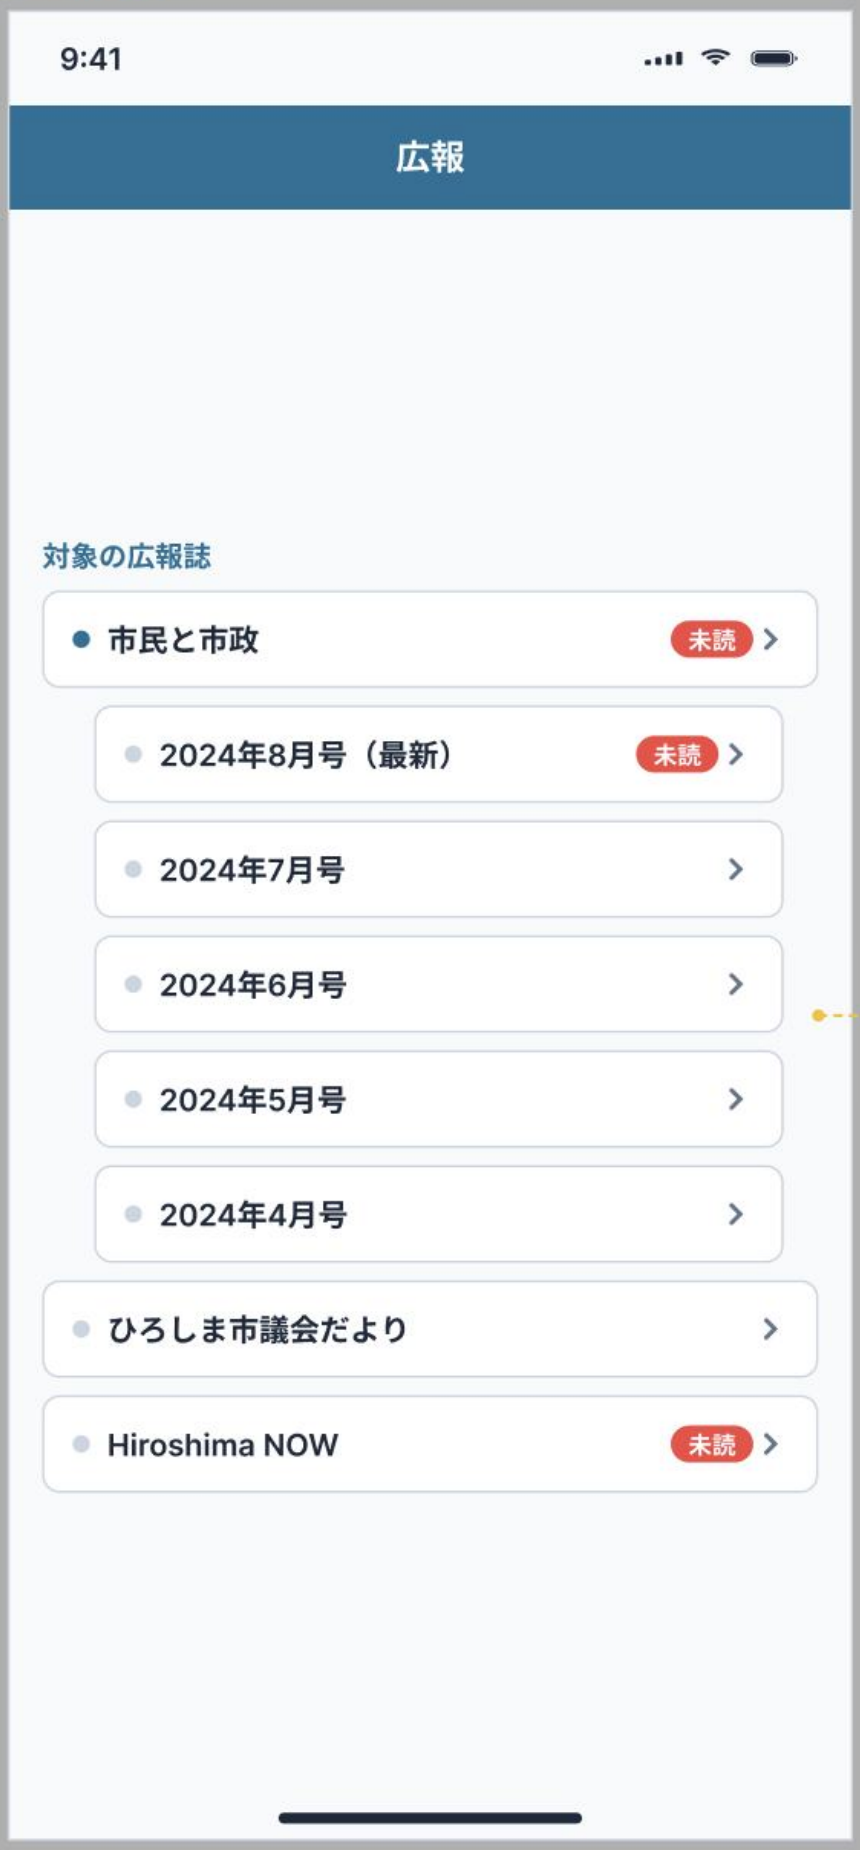 9:41
広報
対象の広報誌
市民と市政 未読
2024年8月号（最新） 未読
2024年7月号
2024年6月号
2024年5月号
2024年4月号
ひろしま市議会だより
Hiroshima NOW 未読